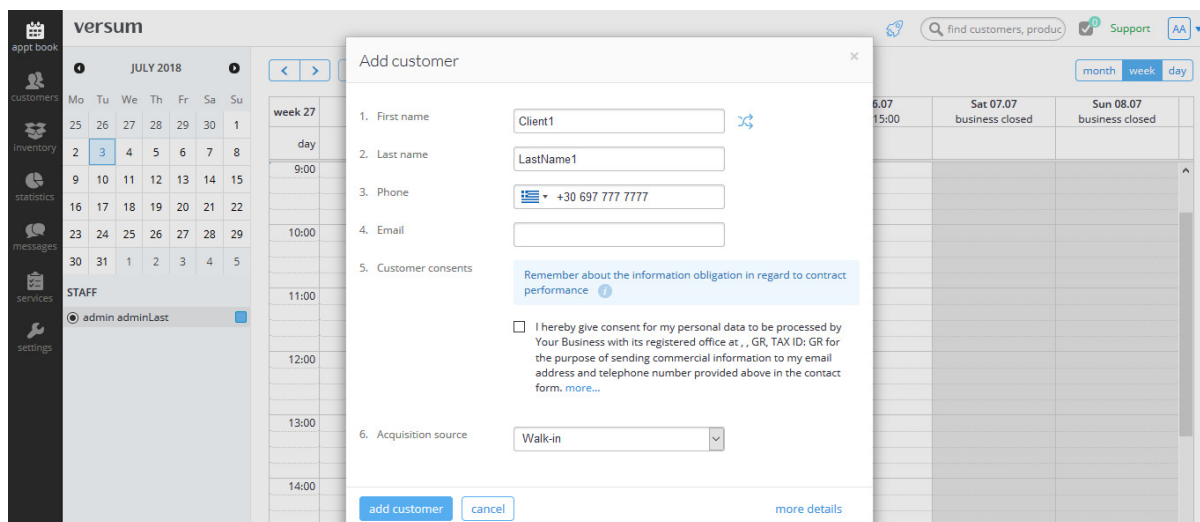 versum
find customers, produc
0
Support
AA
appt book
customers
inventory
statistics
messages
services
settings
JULY 2018
Mo Tu We Th Fr Sa Su
25 26 27 28 29 30 1
2 3 4 5 6 7 8
9 10 11 12 13 14 15
16 17 18 19 20 21 22
23 24 25 26 27 28 29
30 31 1 2 3 4 5
STAFF
admin adminLast
month week day
week 27
6.07
15:00
Sat 07.07
business closed
Sun 08.07
business closed
day
9:00
10:00
11:00
12:00
13:00
14:00
Add customer
×
1. First name
Client1
2. Last name
LastName1
3. Phone
+30 697 777 7777
4. Email
5. Customer consents
Remember about the information obligation in regard to contract
performance i
I hereby give consent for my personal data to be processed by
Your Business with its registered office at , , GR, TAX ID: GR for
the purpose of sending commercial information to my email
address and telephone number provided above in the contact
form. more...
6. Acquisition source
Walk-in
add customer
cancel
more details